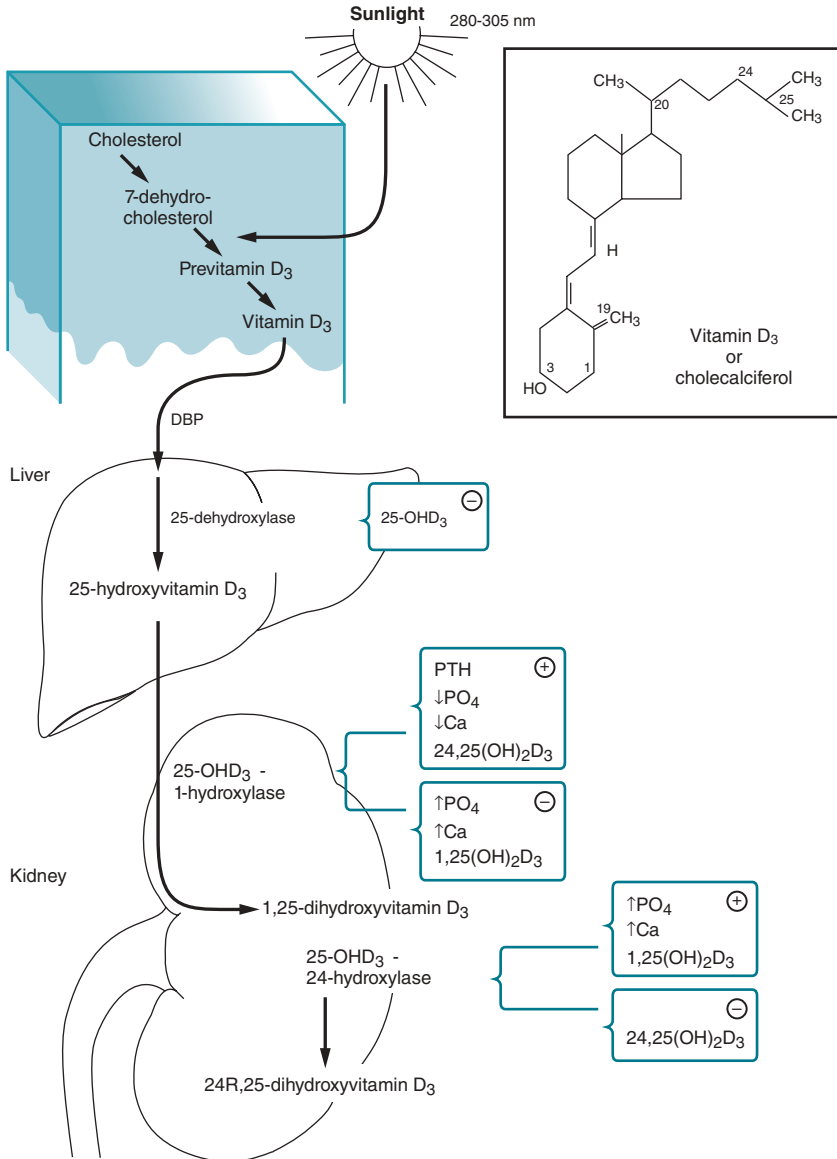 Sunlight
280-305 nm
Cholesterol
7-dehydro-
cholesterol
Previtamin D3
Vitamin D3
DBP
CH3
20
24
25
CH3
CH3
H
19
CH3
3
1
HO
Vitamin D3
or
cholecalciferol
Liver
25-dehydroxylase
25-OHD3
−
25-hydroxyvitamin D3
PTH
+
↓PO4
↓Ca
24,25(OH)2D3
25-OHD3 -
1-hydroxylase
↑PO4
−
↑Ca
1,25(OH)2D3
Kidney
1,25-dihydroxyvitamin D3
↑PO4
+
↑Ca
1,25(OH)2D3
25-OHD3 -
24-hydroxylase
−
24,25(OH)2D3
24R,25-dihydroxyvitamin D3